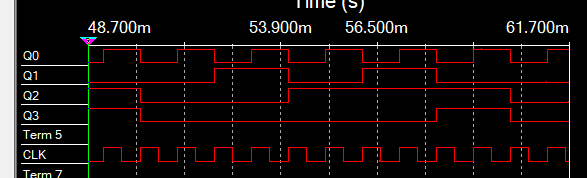 Time (s)
48.700m 53.900m 56.500m 61.700m
Q0
Q1
Q2
Q3
Term 5
CLK
Term 7